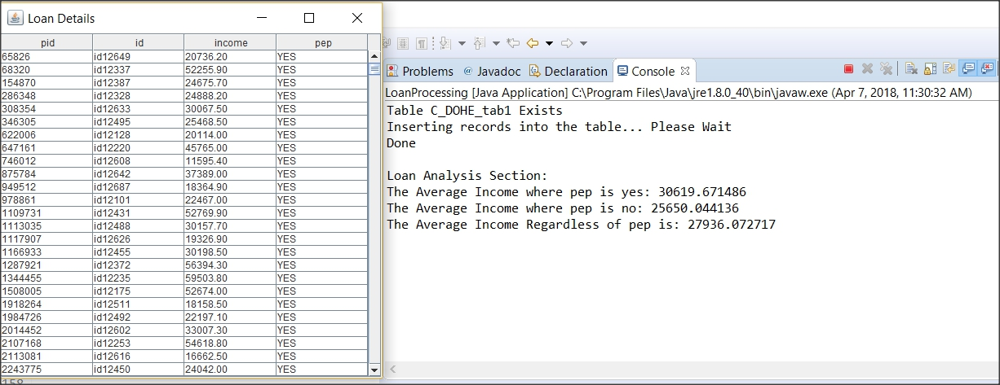 Loan Details
pid id income pep
65826 id12649 20736.20 YES
68320 id12337 52255.90 YES
154870 id12387 24675.70 YES
286348 id12328 24888.20 YES
308354 id12633 30067.50 YES
346305 id12495 25468.50 YES
622006 id12128 20114.00 YES
647161 id12220 45765.00 YES
746012 id12608 11595.40 YES
875784 id12642 37389.00 YES
949512 id12687 18364.90 YES
978861 id12101 22467.00 YES
1109731 id12431 52769.90 YES
1113035 id12488 30157.70 YES
1117907 id12626 19326.90 YES
1166933 id12455 30198.50 YES
1287921 id12372 56394.30 YES
1344455 id12235 59503.80 YES
1508005 id12175 52674.00 YES
1918264 id12511 18158.50 YES
1984726 id12492 22197.10 YES
2014452 id12602 33007.30 YES
2107168 id12253 54618.80 YES
2113081 id12616 16662.50 YES
2243775 id12450 24042.00 YES
Problems @ Javadoc Declaration Console
LoanProcessing [Java Application] C:\Program Files\Java\jre1.8.0_40\bin\javaw.exe (Apr 7, 2018, 11:30:32 AM)
Table C_DOHE_tab1 Exists
Inserting records into the table... Please Wait
Done
Loan Analysis Section:
The Average Income where pep is yes: 30619.671486
The Average Income where pep is no: 25650.044136
The Average Income Regardless of pep is: 27936.072717